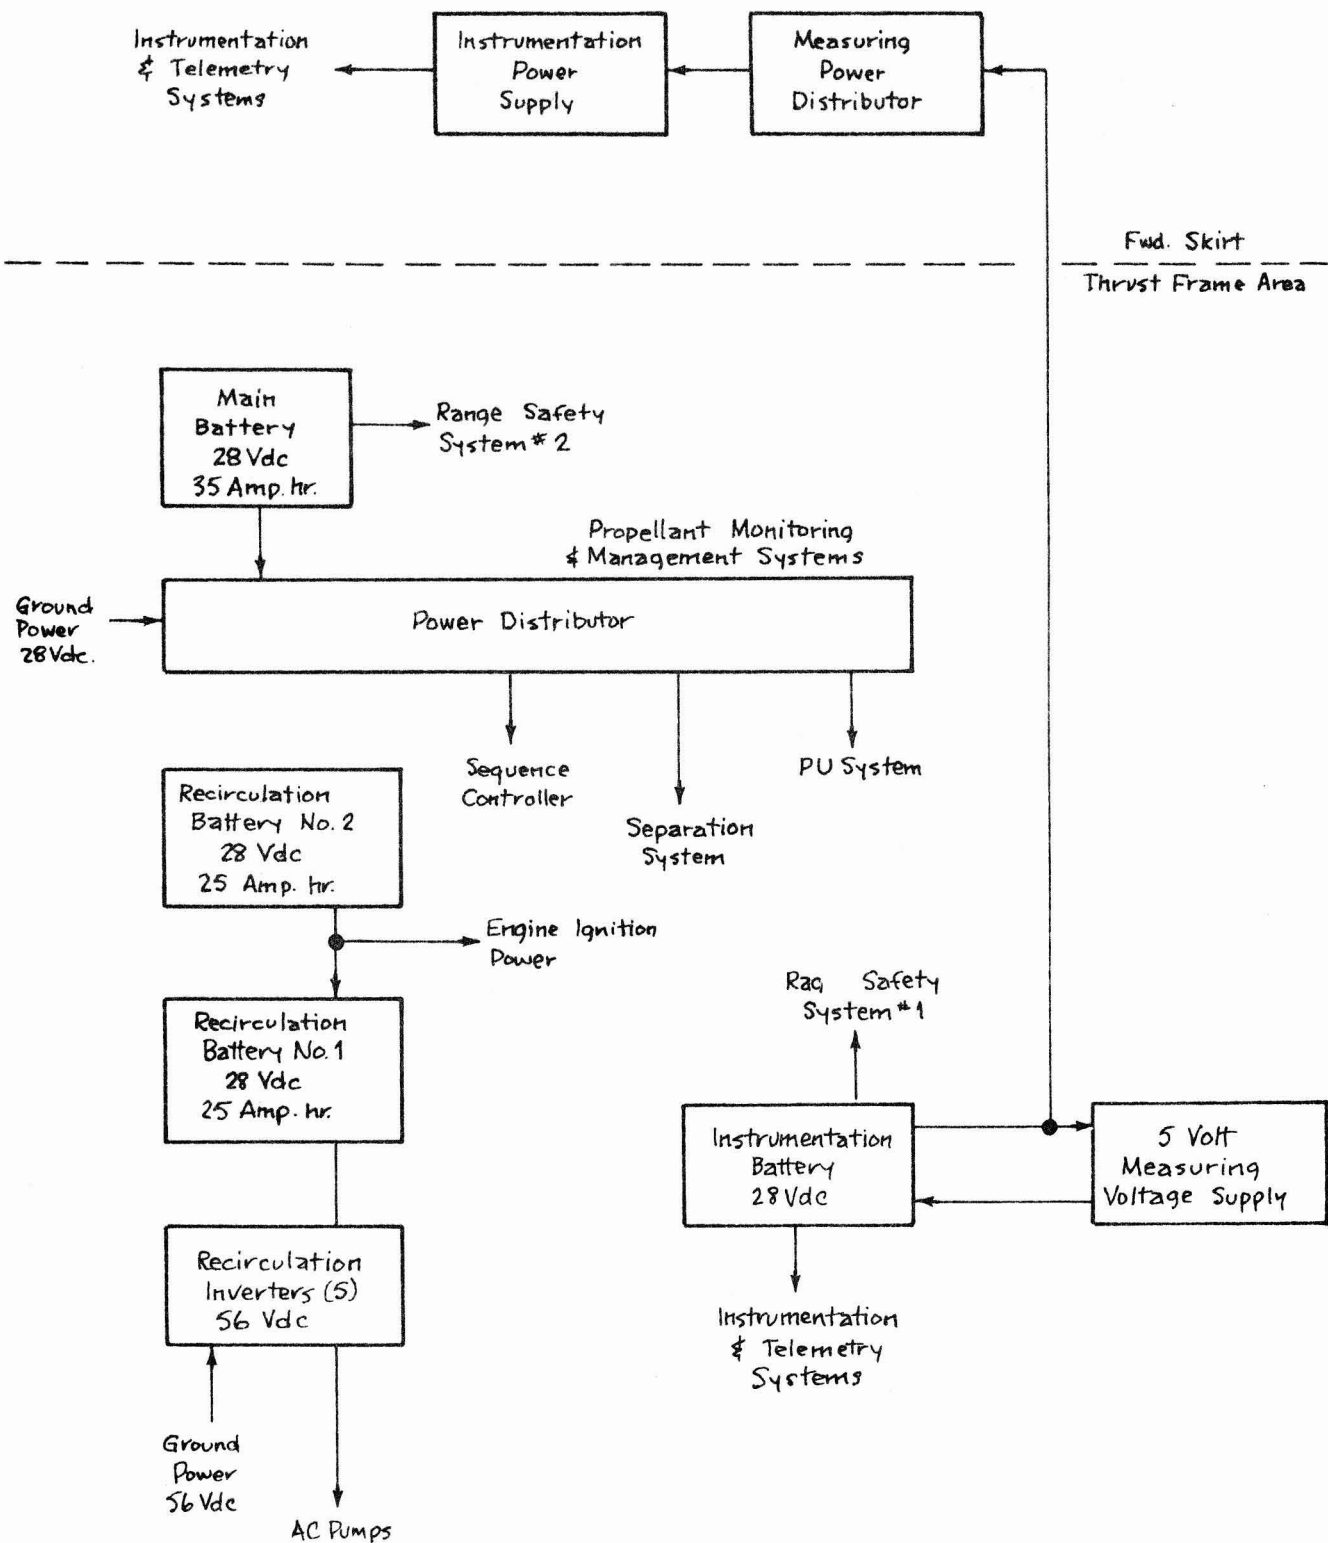 Instrumentation
& Telemetry
Systems
Instrumentation
Power
Supply
Measuring
Power
Distributor
Fwd. Skirt
Thrust Frame Area
Main
Battery
28 Vdc
35 Amp. hr.
Range Safety
System # 2
Propellant Monitoring
& Management Systems
Ground
Power
28 Vdc.
Power Distributor
Sequence
Controller
Separation
System
PU System
Recirculation
Battery No. 2
28 Vdc
25 Amp. hr.
Engine Ignition
Power
Recirculation
Battery No. 1
28 Vdc
25 Amp. hr.
Raq Safety
System # 1
Instrumentation
Battery
28 Vdc
5 Volt
Measuring
Voltage Supply
Recirculation
Inverters (5)
56 Vdc
Instrumentation
& Telemetry
Systems
Ground
Power
56 Vdc
AC Pumps